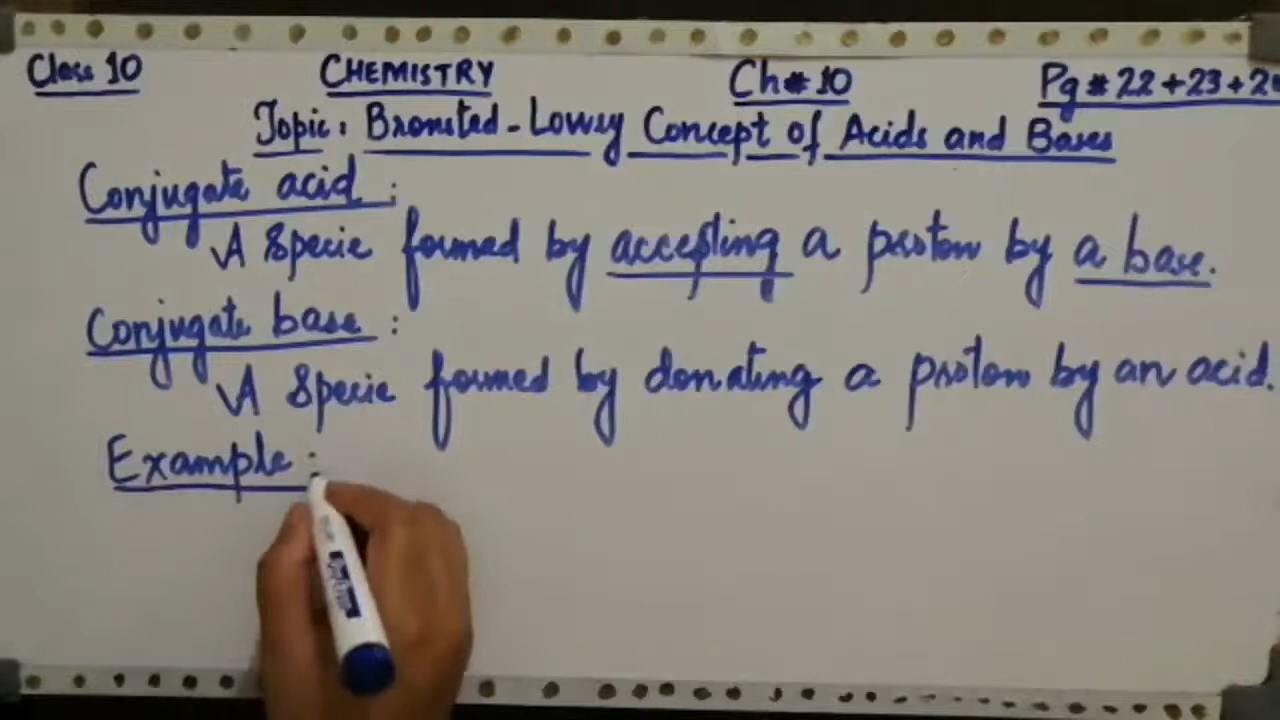 Class 10 CHEMISTRY Ch # 10 Pg # 22 + 23 + 24
Topic: Bronsted - Lowry Concept of Acids and Bases
Conjugate acid :
A Specie formed by accepting a proton by a base.
Conjugate base :
A Specie formed by donating a proton by an acid.
Example :